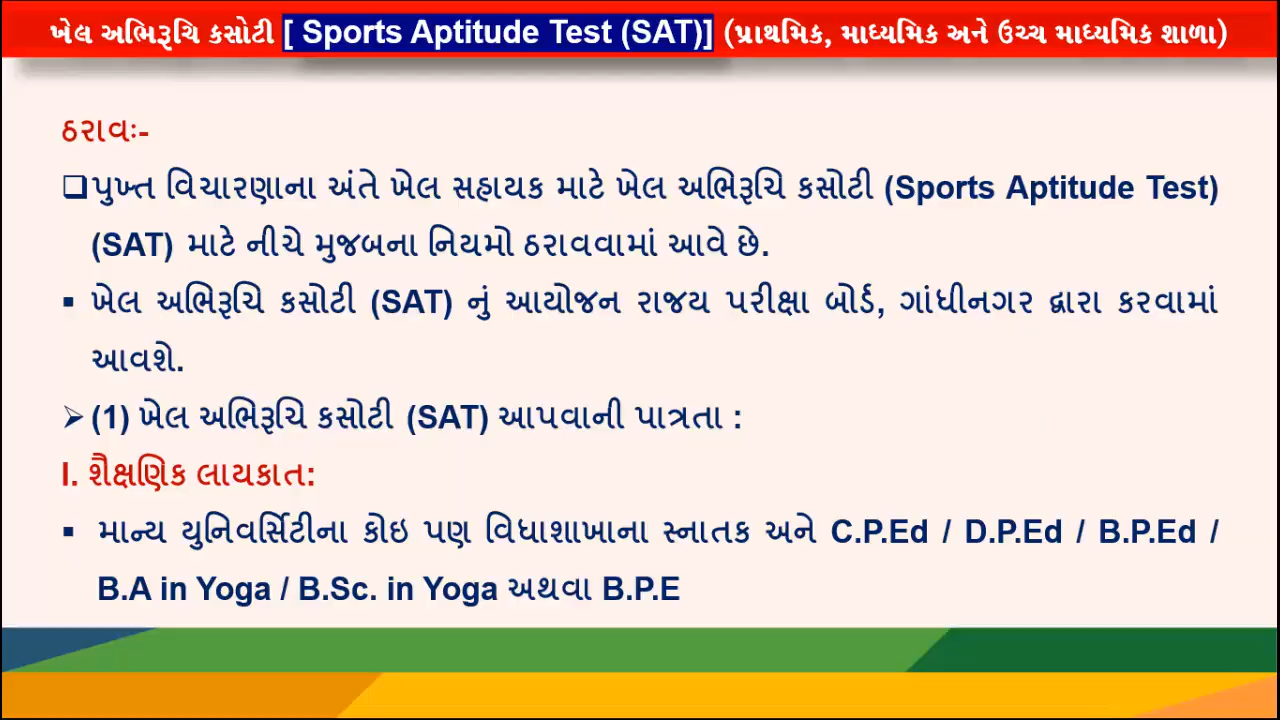 ખેલ અભિરૂચિ કસોટી [ Sports Aptitude Test (SAT)] (પ્રાથમિક, માધ્યમિક અને ઉચ્ચ માધ્યમિક શાળા)
ઠરાવઃ-
❑પુખ્ત વિચારણાના અંતે ખેલ સહાયક માટે ખેલ અભિરૂચિ કસોટી (Sports Aptitude Test)
(SAT) માટે નીચે મુજબના નિયમો ઠરાવવામાં આવે છે.
▪ ખેલ અભિરૂચિ કસોટી (SAT) નું આયોજન રાજય પરીક્ષા બોર્ડ, ગાંધીનગર દ્વારા કરવામાં
આવશે.
➢(1) ખેલ અભિરૂચિ કસોટી (SAT) આપવાની પાત્રતા :
I. શૈક્ષણિક લાયકાત:
▪ માન્ય યુનિવર્સિટીના કોઇ પણ વિધાશાખાના સ્નાતક અને C.P.Ed / D.P.Ed / B.P.Ed /
B.A in Yoga / B.Sc. in Yoga અથવા B.P.E